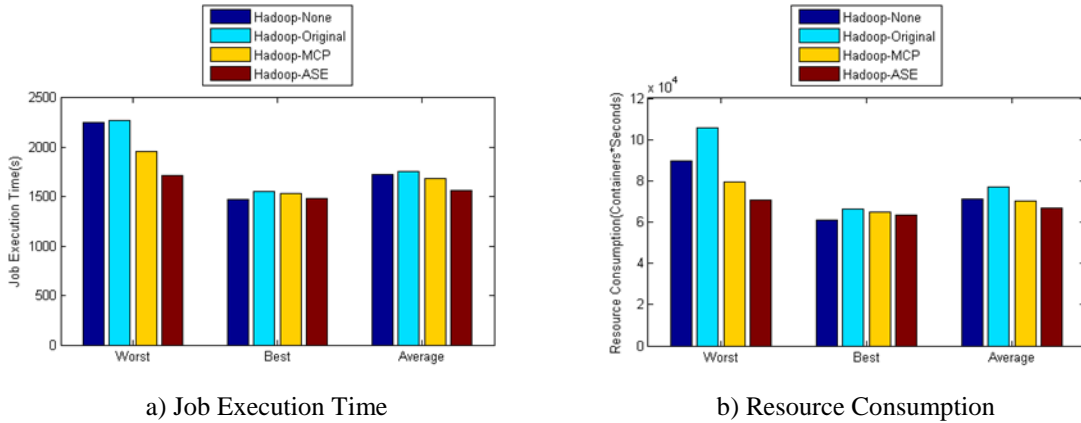 Hadoop-None
Hadoop-Original
Hadoop-MCP
Hadoop-ASE
2500
2000
1500
1000
500
0
Job Execution Time(s)
Worst Best Average
a) Job Execution Time
Hadoop-None
Hadoop-Original
Hadoop-MCP
Hadoop-ASE
x 10^4
12
10
8
6
4
2
0
Resource Consumption(Containers*Seconds)
Worst Best Average
b) Resource Consumption